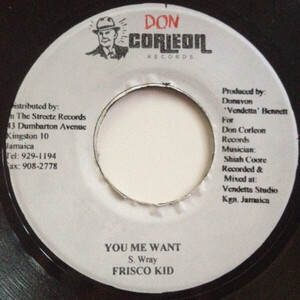 DON
CORLEON
RECORDS
Distributed by:
In The Streetz Records
43 Dumbarton Avenue
Kingston 10
Jamaica
Tel: 929-1194
Fax: 908-2778
Produced by:
Donavon
'Vendetta' Bennett
For
Don Corleon
Records
Musician:
Shiah Coore
Recorded &
Mixed at
Vendetta Studio
Kgn. Jamaica
YOU ME WANT
S. Wray
FRISCO KID